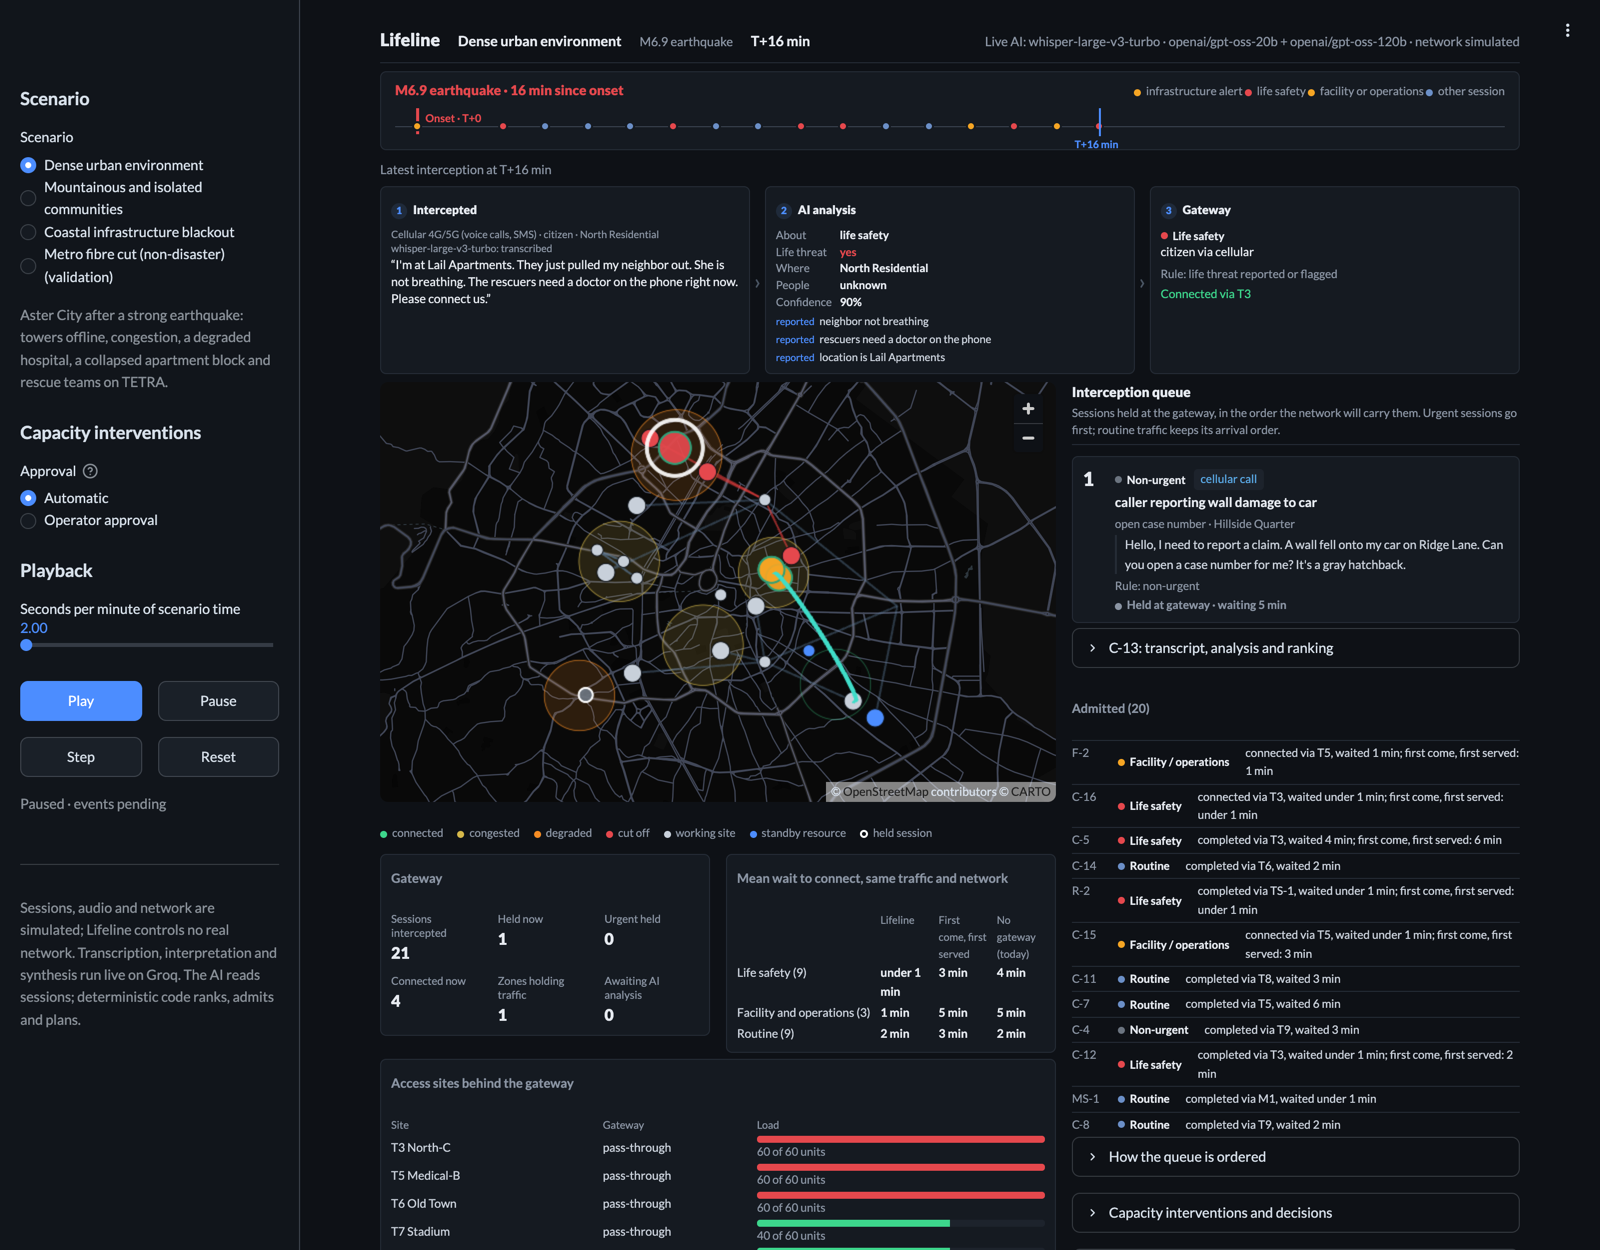 Scenario
Scenario
Dense urban environment
Mountainous and isolated
communities
Coastal infrastructure blackout
Metro fibre cut (non-disaster)
(validation)
Aster City after a strong earthquake:
towers offline, congestion, a degraded
hospital, a collapsed apartment block and
rescue teams on TETRA.
Capacity interventions
Approval ?
Automatic
Operator approval
Playback
Seconds per minute of scenario time
2.00
Play
Pause
Step
Reset
Paused · events pending
Sessions, audio and network are
simulated; Lifeline controls no real
network. Transcription, interpretation and
synthesis run live on Groq. The AI reads
sessions; deterministic code ranks, admits
and plans.
Lifeline Dense urban environment M6.9 earthquake T+16 min
Live AI: whisper-large-v3-turbo · openai/gpt-oss-20b + openai/gpt-oss-120b · network simulated
M6.9 earthquake · 16 min since onset
infrastructure alert life safety facility or operations other session
Onset · T+0
T+16 min
Latest interception at T+16 min
1 Intercepted
Cellular 4G/5G (voice calls, SMS) · citizen · North Residential
whisper-large-v3-turbo: transcribed
“I'm at Lail Apartments. They just pulled my neighbor out. She is
not breathing. The rescuers need a doctor on the phone right now.
Please connect us.”
2 AI analysis
About life safety
Life threat yes
Where North Residential
People unknown
Confidence 90%
reported neighbor not breathing
reported rescuers need a doctor on the phone
reported location is Lail Apartments
3 Gateway
Life safety
citizen via cellular
Rule: life threat reported or flagged
Connected via T3
+
−
© OpenStreetMap contributors © CARTO
connected congested degraded cut off working site standby resource held session
Gateway
Sessions
intercepted
21
Held now
1
Urgent held
0
Connected now
4
Zones holding
traffic
1
Awaiting AI
analysis
0
Mean wait to connect, same traffic and network
Lifeline
First
come, first
served
No
gateway
(today)
Life safety (9) under 1
min 3 min 4 min
Facility and operations (3) 1 min 5 min 5 min
Routine (9) 2 min 3 min 2 min
Access sites behind the gateway
Site Gateway Load
T3 North-C pass-through
60 of 60 units
T5 Medical-B pass-through
60 of 60 units
T6 Old Town pass-through
60 of 60 units
T7 Stadium pass-through
40 of 60 units
Interception queue
Sessions held at the gateway, in the order the network will carry them. Urgent sessions go
first; routine traffic keeps its arrival order.
1 Non-urgent cellular call
caller reporting wall damage to car
open case number · Hillside Quarter
Hello, I need to report a claim. A wall fell onto my car on Ridge Lane. Can
you open a case number for me? It's a gray hatchback.
Rule: non-urgent
Held at gateway · waiting 5 min
C-13: transcript, analysis and ranking
Admitted (20)
F-2 Facility / operations connected via T5, waited 1 min; first come, first served:
1 min
C-16 Life safety connected via T3, waited under 1 min; first come, first served:
under 1 min
C-5 Life safety completed via T3, waited 4 min; first come, first served: 6 min
C-14 Routine completed via T6, waited 2 min
R-2 Life safety completed via TS-1, waited under 1 min; first come, first served:
under 1 min
C-15 Facility / operations connected via T5, waited under 1 min; first come, first
served: 3 min
C-11 Routine completed via T8, waited 3 min
C-7 Routine completed via T5, waited 6 min
C-4 Non-urgent completed via T9, waited 3 min
C-12 Life safety completed via T3, waited under 1 min; first come, first served: 2
min
MS-1 Routine completed via M1, waited under 1 min
C-8 Routine completed via T9, waited 2 min
How the queue is ordered
Capacity interventions and decisions